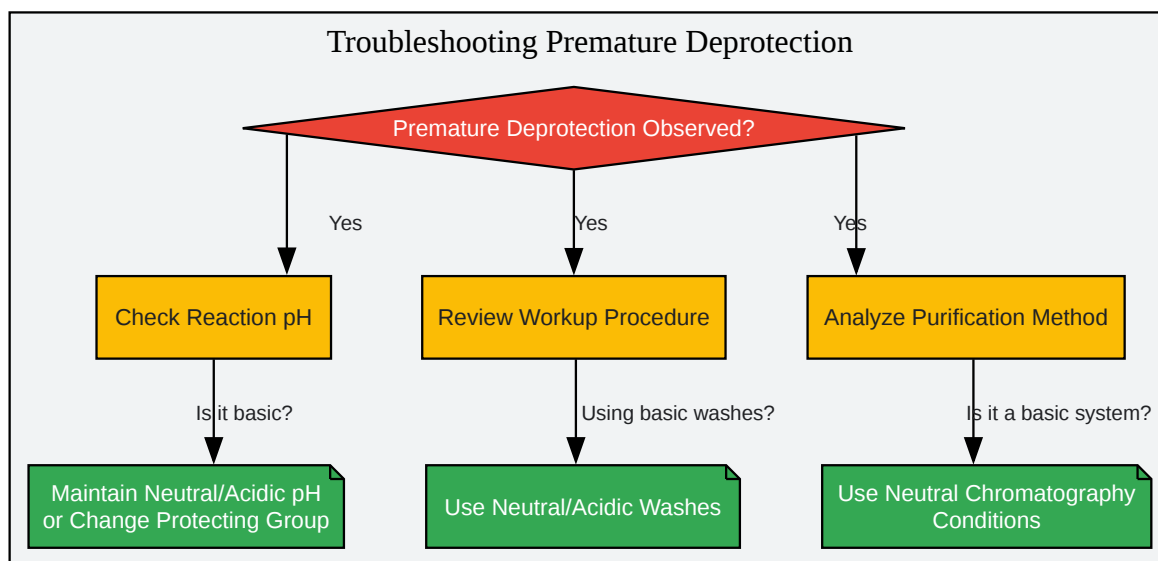 Troubleshooting Premature Deprotection
Premature Deprotection Observed?
Yes
Yes
Yes
Check Reaction pH
Review Workup Procedure
Analyze Purification Method
Is it basic?
Using basic washes?
Is it a basic system?
Maintain Neutral/Acidic pH
or Change Protecting Group
Use Neutral/Acidic Washes
Use Neutral Chromatography
Conditions